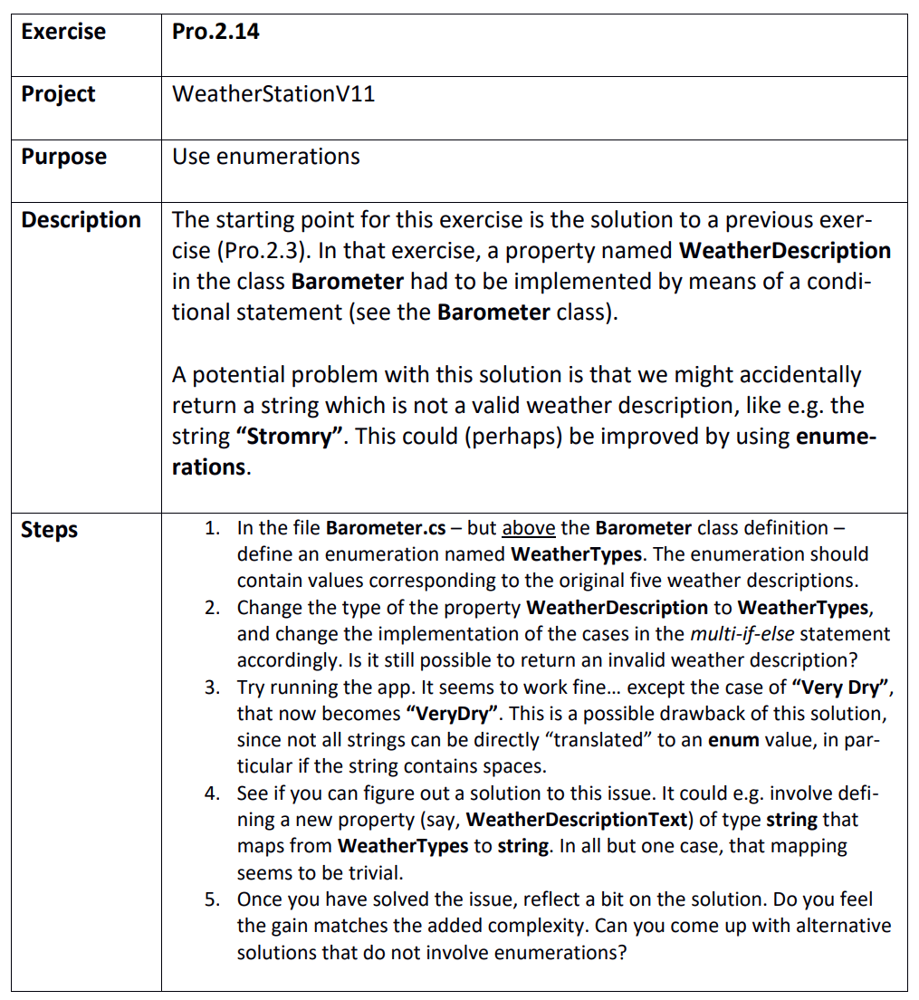 Exercise
Pro.2.14
Project
WeatherStationV11
Purpose
Use enumerations
Description
The starting point for this exercise is the solution to a previous exer-
cise (Pro.2.3). In that exercise, a property named WeatherDescription
in the class Barometer had to be implemented by means of a condi-
tional statement (see the Barometer class).
A potential problem with this solution is that we might accidentally
return a string which is not a valid weather description, like e.g. the
string “Stromry”. This could (perhaps) be improved by using enume-
rations.
Steps
1. In the file Barometer.cs – but above the Barometer class definition –
define an enumeration named WeatherTypes. The enumeration should
contain values corresponding to the original five weather descriptions.
2. Change the type of the property WeatherDescription to WeatherTypes,
and change the implementation of the cases in the multi-if-else statement
accordingly. Is it still possible to return an invalid weather description?
3. Try running the app. It seems to work fine… except the case of “Very Dry”,
that now becomes “VeryDry”. This is a possible drawback of this solution,
since not all strings can be directly “translated” to an enum value, in par-
ticular if the string contains spaces.
4. See if you can figure out a solution to this issue. It could e.g. involve defi-
ning a new property (say, WeatherDescriptionText) of type string that
maps from WeatherTypes to string. In all but one case, that mapping
seems to be trivial.
5. Once you have solved the issue, reflect a bit on the solution. Do you feel
the gain matches the added complexity. Can you come up with alternative
solutions that do not involve enumerations?